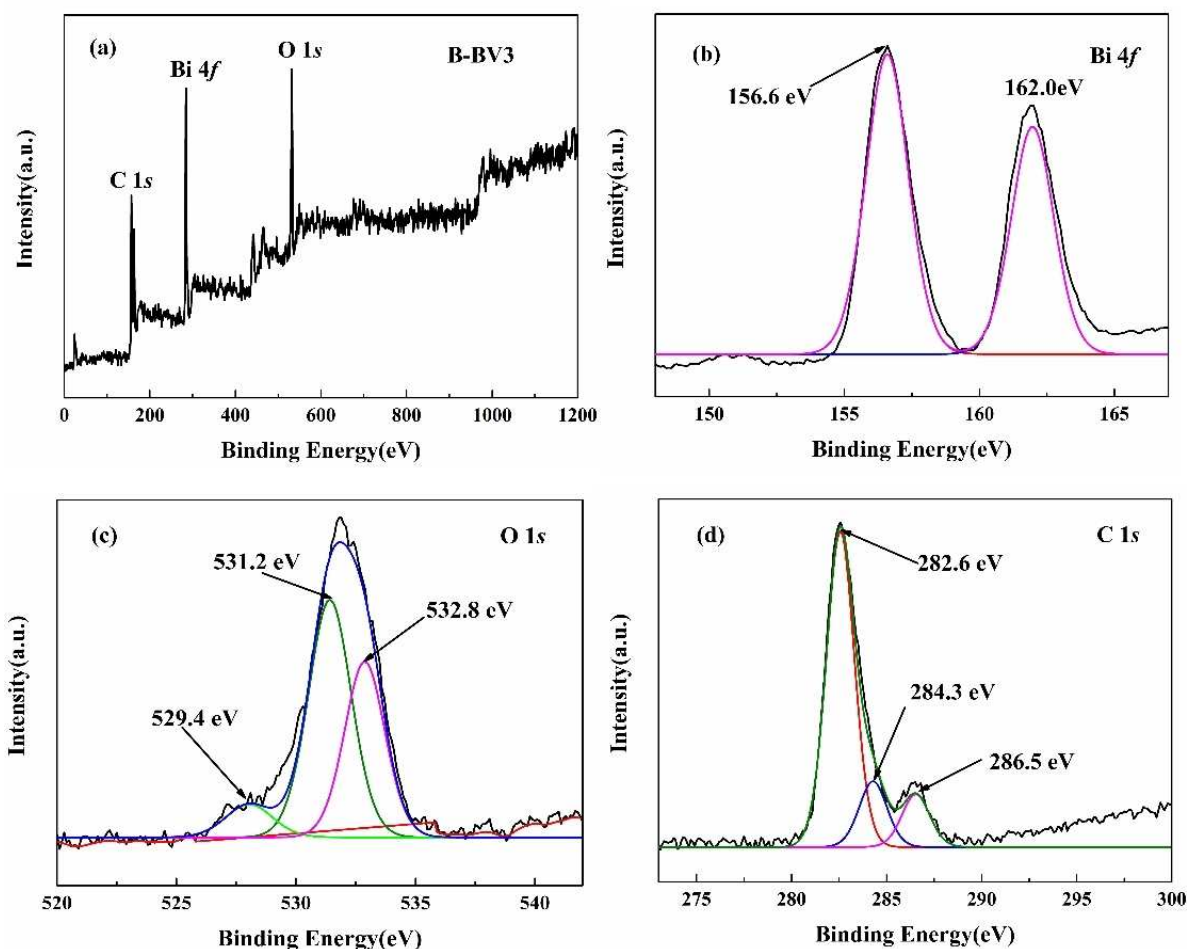 (a)
O 1s
B-BV3
Bi 4f
C 1s
Intensity(a.u.)
0 200 400 600 800 1000 1200
Binding Energy(eV)
(b)
Bi 4f
156.6 eV
162.0eV
Intensity(a.u.)
150 155 160 165
Binding Energy(eV)
(c)
O 1s
531.2 eV
532.8 eV
529.4 eV
Intensity(a.u.)
520 525 530 535 540
Binding Energy(eV)
(d)
C 1s
282.6 eV
284.3 eV
286.5 eV
Intensity(a.u.)
275 280 285 290 295 300
Binding Energy(eV)